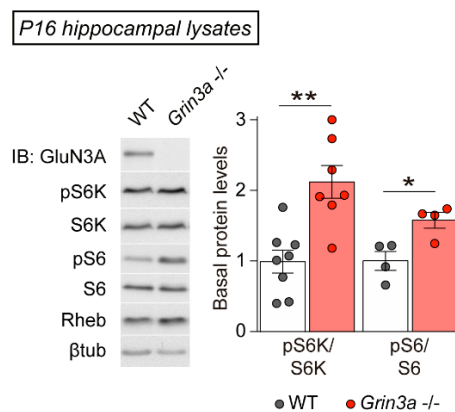 P16 hippocampal lysates
WT
Grin3a -/-
IB: GluN3A
pS6K
S6K
pS6
S6
Rheb
βtub
Basal protein levels
3
2
1
0
**
*
pS6K/
S6K
pS6/
S6
WT
Grin3a -/-